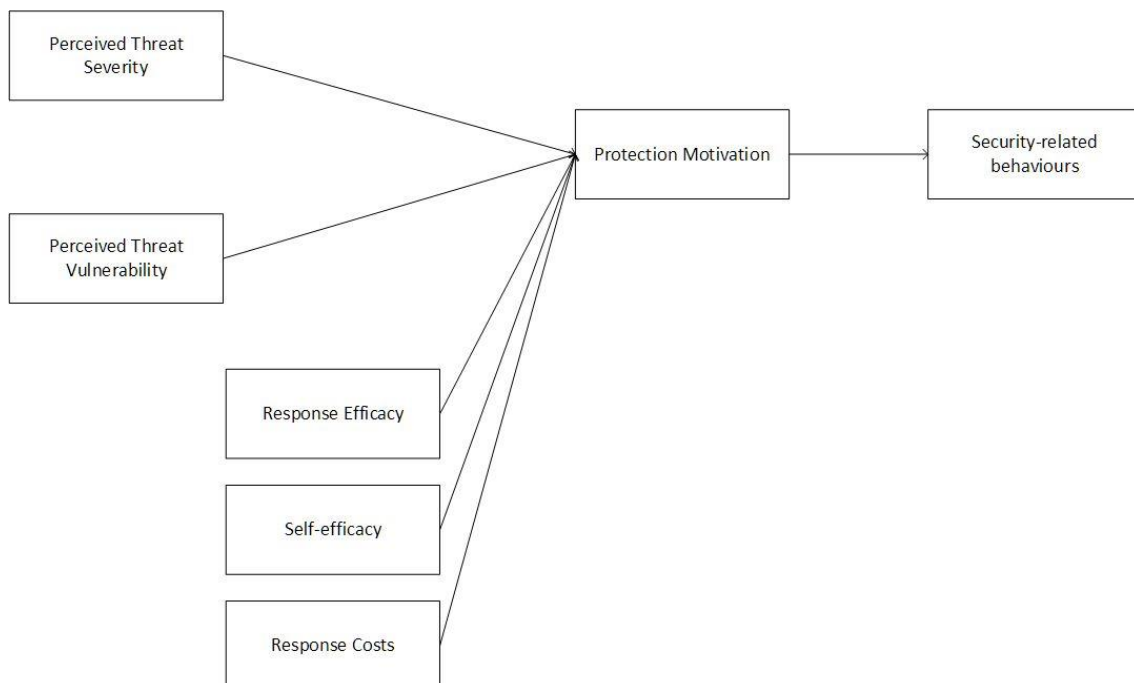 Perceived Threat
Severity
Protection Motivation
Security-related
behaviours
Perceived Threat
Vulnerability
Response Efficacy
Self-efficacy
Response Costs